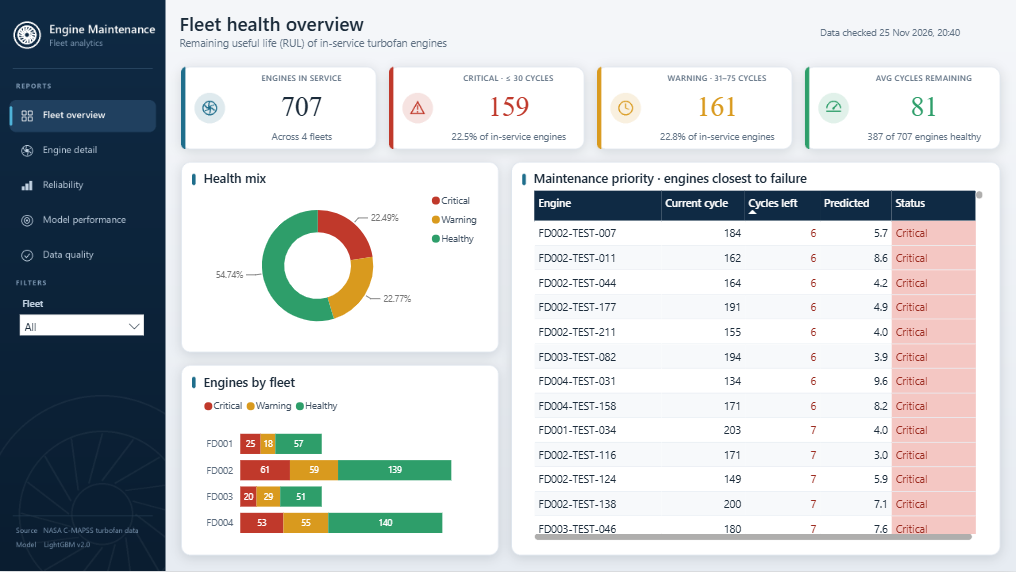 Engine Maintenance
Fleet analytics
REPORTS
Fleet overview
Engine detail
Reliability
Model performance
Data quality
FILTERS
Fleet
All
Source NASA C-MAPSS turbofan data
Model LightGBM v2.0
Fleet health overview
Remaining useful life (RUL) of in-service turbofan engines
Data checked 25 Nov 2026, 20:40
ENGINES IN SERVICE
707
Across 4 fleets
CRITICAL · ≤ 30 CYCLES
159
22.5% of in-service engines
WARNING · 31–75 CYCLES
161
22.8% of in-service engines
AVG CYCLES REMAINING
81
387 of 707 engines healthy
Health mix
Critical
Warning
Healthy
22.49%
54.74%
22.77%
Engines by fleet
Critical Warning Healthy
FD001 25 18 57
FD002 61 59 139
FD003 20 29 51
FD004 53 55 140
Maintenance priority · engines closest to failure
Engine Current cycle Cycles left Predicted Status
FD002-TEST-007 184 6 5.7 Critical
FD002-TEST-011 162 6 8.6 Critical
FD002-TEST-044 164 6 4.2 Critical
FD002-TEST-177 191 6 4.9 Critical
FD002-TEST-211 155 6 4.0 Critical
FD003-TEST-082 194 6 3.9 Critical
FD004-TEST-031 134 6 9.6 Critical
FD004-TEST-158 171 6 8.2 Critical
FD001-TEST-034 203 7 4.0 Critical
FD002-TEST-116 171 7 3.0 Critical
FD002-TEST-124 149 7 5.9 Critical
FD002-TEST-138 200 7 7.1 Critical
FD003-TEST-046 180 7 7.6 Critical